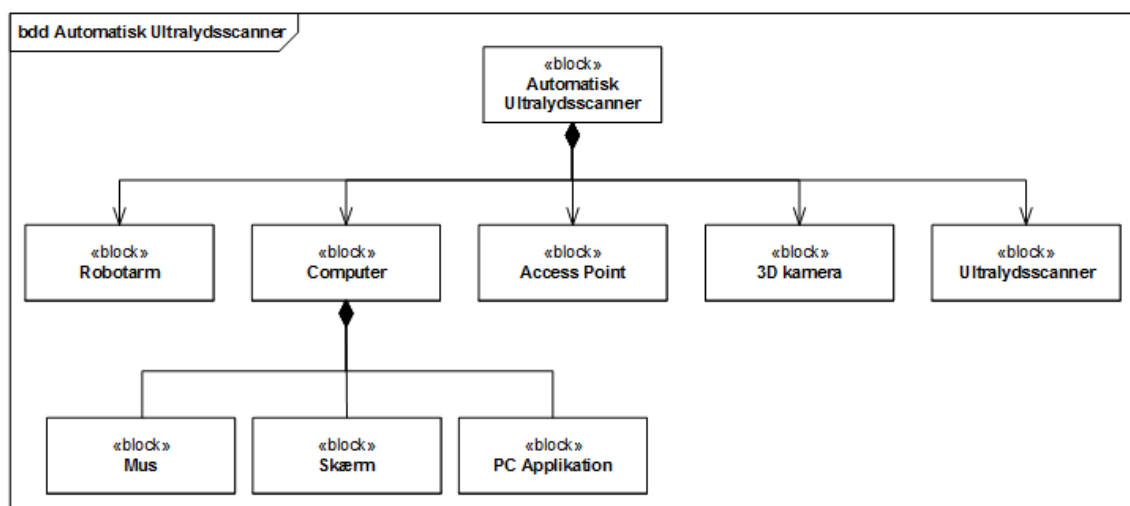 bdd Automatisk Ultralydsscanner
«block»
Automatisk
Ultralydsscanner
«block»
Robotarm
«block»
Computer
«block»
Access Point
«block»
3D kamera
«block»
Ultralydsscanner
«block»
Mus
«block»
Skærm
«block»
PC Applikation